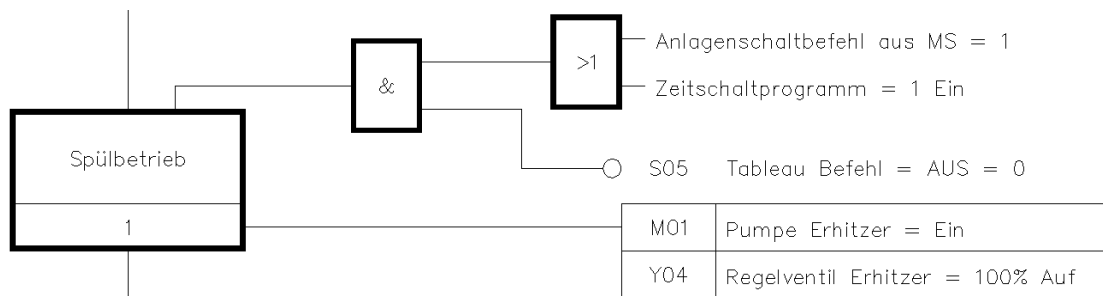 >1
Anlagenschaltbefehl aus MS = 1
&
Zeitschaltprogramm = 1 Ein
Spülbetrieb
S05 Tableau Befehl = AUS = 0
1
M01 Pumpe Erhitzer = Ein
Y04 Regelventil Erhitzer = 100% Auf